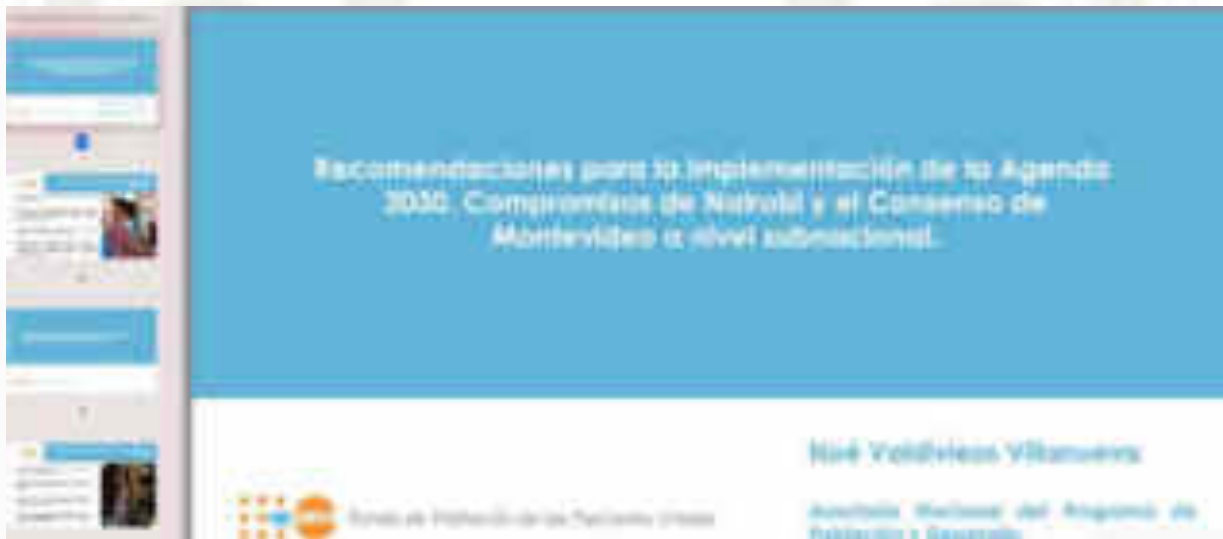 Recomendaciones para la Implementación de la Agenda
2030, Compromisos de Nairobi y el Consenso de
Montevideo a nivel subnacional.
Noé Valdivieso Villanueva
Fondo de Población de las Naciones Unidas
Asociado Nacional del Programa de
Población y Desarrollo